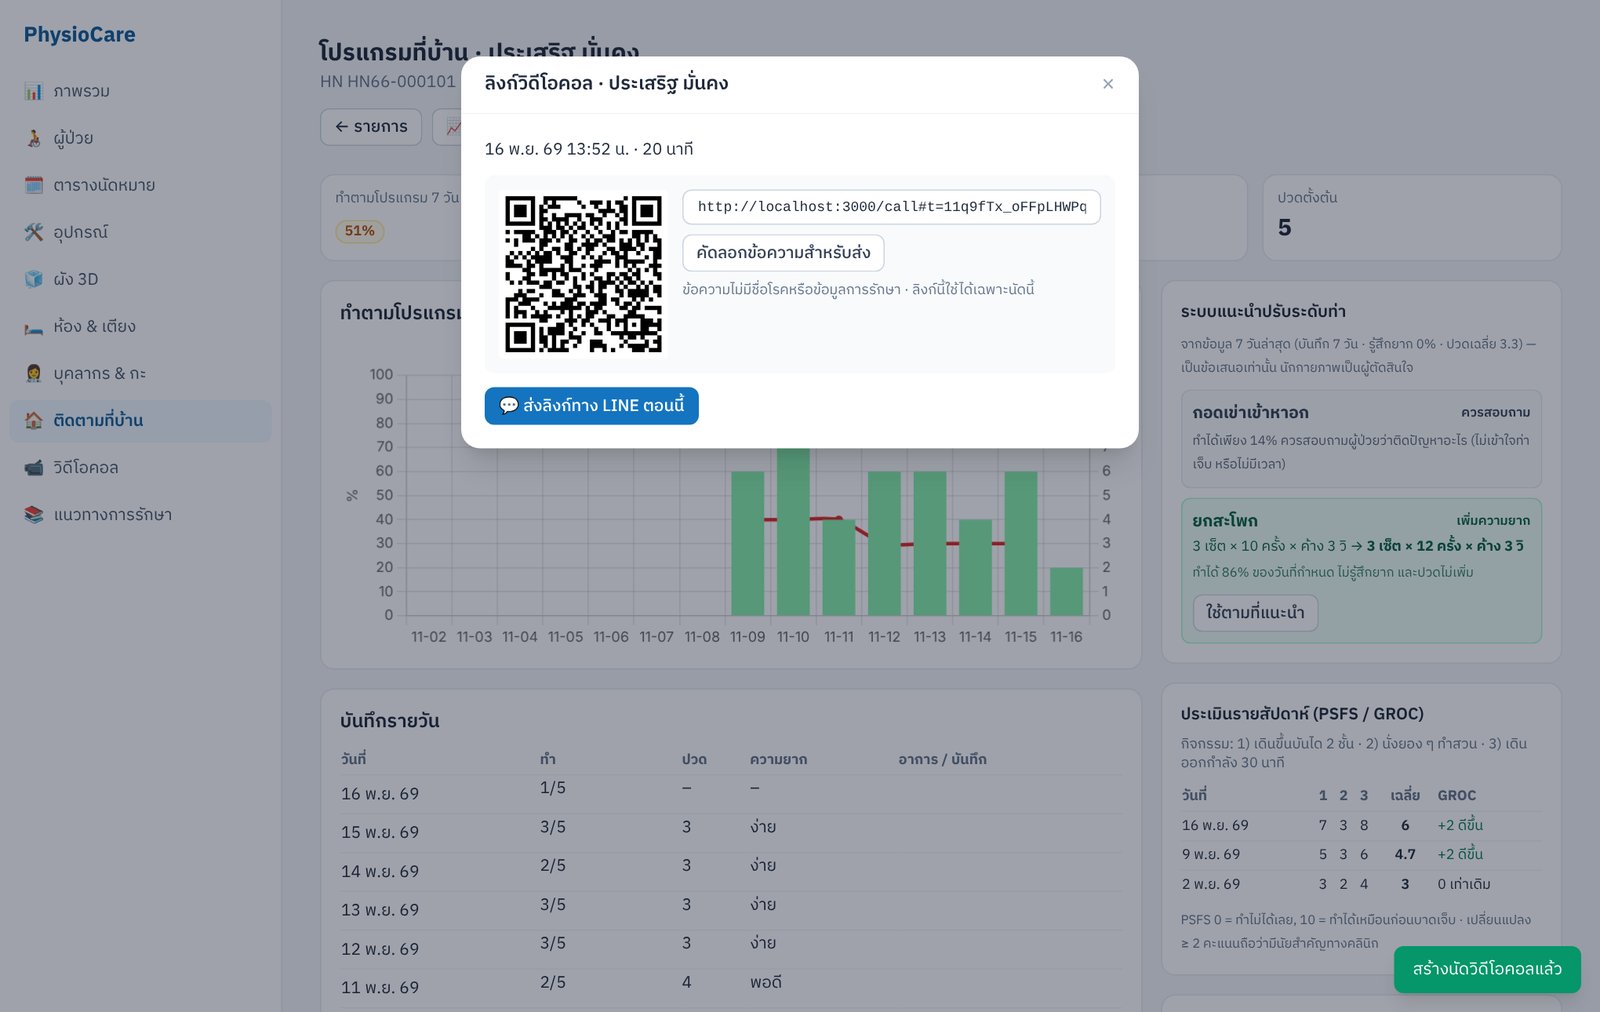 PhysioCare
ภาพรวม
ผู้ป่วย
ตารางนัดหมาย
อุปกรณ์
ผัง 3D
ห้อง & เตียง
บุคลากร & กะ
ติดตามที่บ้าน
วิดีโอคอล
แนวทางการรักษา
โปรแกรมที่บ้าน · ประเสริฐ มั่นคง
HN HN66-000101
← รายการ
ลิงก์วิดีโอคอล · ประเสริฐ มั่นคง
×
16 พ.ย. 69 13:52 น. · 20 นาที
http://localhost:3000/call#t=11q9fTx_oFFpLHWPq
คัดลอกข้อความสำหรับส่ง
ข้อความไม่มีชื่อโรคหรือข้อมูลการรักษา · ลิงก์นี้ใช้ได้เฉพาะนัดนี้
💬 ส่งลิงก์ทาง LINE ตอนนี้
ทำตามโปรแกรม 7 วัน
51%
ปวดตั้งต้น
5
ทำตามโปรแกรม
100
90
80
70
60
50
40
30
20
10
0
%
6
5
4
3
2
1
0
11-02 11-03 11-04 11-05 11-06 11-07 11-08 11-09 11-10 11-11 11-12 11-13 11-14 11-15 11-16
ระบบแนะนำปรับระดับท่า
จากข้อมูล 7 วันล่าสุด (บันทึก 7 วัน · รู้สึกยาก 0% · ปวดเฉลี่ย 3.3) —
เป็นข้อเสนอเท่านั้น นักกายภาพเป็นผู้ตัดสินใจ
กอดเข่าเข้าหาอก ควรสอบถาม
ทำได้เพียง 14% ควรสอบถามผู้ป่วยว่าติดปัญหาอะไร (ไม่เข้าใจท่า
เจ็บ หรือไม่มีเวลา)
ยกสะโพก เพิ่มความยาก
3 เซ็ต × 10 ครั้ง × ค้าง 3 วิ → 3 เซ็ต × 12 ครั้ง × ค้าง 3 วิ
ทำได้ 86% ของวันที่กำหนด ไม่รู้สึกยาก และปวดไม่เพิ่ม
ใช้ตามที่แนะนำ
บันทึกรายวัน
วันที่ ทำ ปวด ความยาก อาการ / บันทึก
16 พ.ย. 69 1/5 – –
15 พ.ย. 69 3/5 3 ง่าย
14 พ.ย. 69 2/5 3 ง่าย
13 พ.ย. 69 3/5 3 ง่าย
12 พ.ย. 69 3/5 3 ง่าย
11 พ.ย. 69 2/5 4 พอดี
ประเมินรายสัปดาห์ (PSFS / GROC)
กิจกรรม: 1) เดินขึ้นบันได 2 ชั้น · 2) นั่งยอง ๆ ทำสวน · 3) เดิน
ออกกำลัง 30 นาที
วันที่ 1 2 3 เฉลี่ย GROC
16 พ.ย. 69 7 3 8 6 +2 ดีขึ้น
9 พ.ย. 69 5 3 6 4.7 +2 ดีขึ้น
2 พ.ย. 69 3 2 4 3 0 เท่าเดิม
PSFS 0 = ทำไม่ได้เลย, 10 = ทำได้เหมือนก่อนบาดเจ็บ · เปลี่ยนแปลง
≥ 2 คะแนนถือว่ามีนัยสำคัญทางคลินิก
สร้างนัดวิดีโอคอลแล้ว